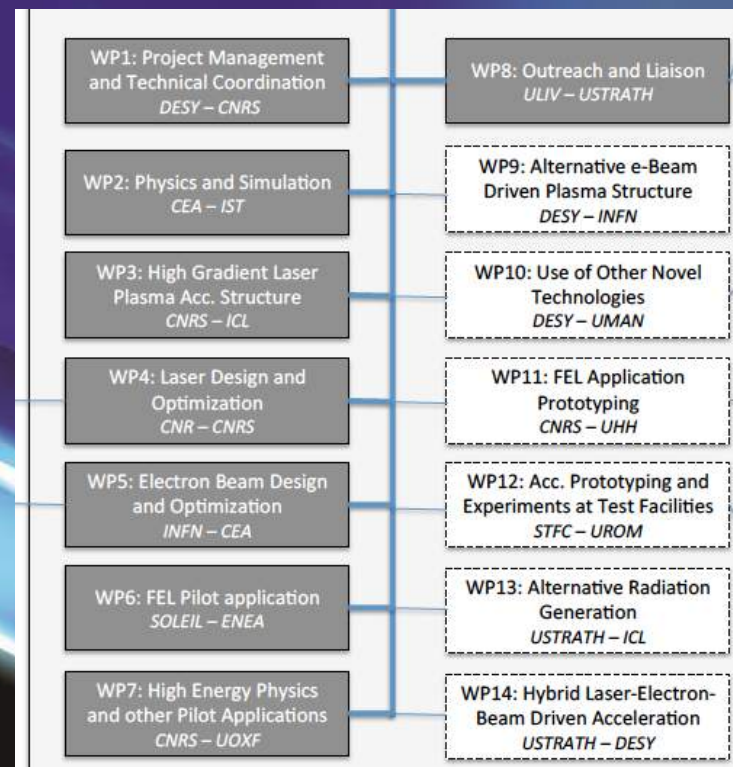 WP1: Project Management
and Technical Coordination
DESY – CNRS
WP2: Physics and Simulation
CEA – IST
WP3: High Gradient Laser
Plasma Acc. Structure
CNRS – ICL
WP4: Laser Design and
Optimization
CNR – CNRS
WP5: Electron Beam Design
and Optimization
INFN – CEA
WP6: FEL Pilot application
SOLEIL – ENEA
WP7: High Energy Physics
and other Pilot Applications
CNRS – UOXF
WP8: Outreach and Liaison
ULIV – USTRATH
WP9: Alternative e-Beam
Driven Plasma Structure
DESY – INFN
WP10: Use of Other Novel
Technologies
DESY – UMAN
WP11: FEL Application
Prototyping
CNRS – UHH
WP12: Acc. Prototyping and
Experiments at Test Facilities
STFC – UROM
WP13: Alternative Radiation
Generation
USTRATH – ICL
WP14: Hybrid Laser-Electron-
Beam Driven Acceleration
USTRATH – DESY